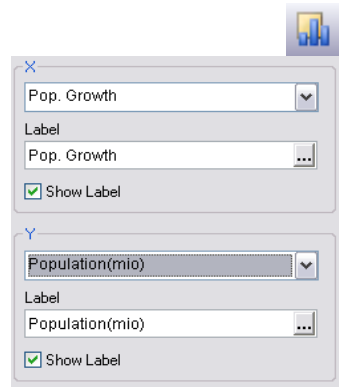 X
Pop. Growth
Label
Pop. Growth
...
Show Label
Y
Population(mio)
Label
Population(mio)
...
Show Label